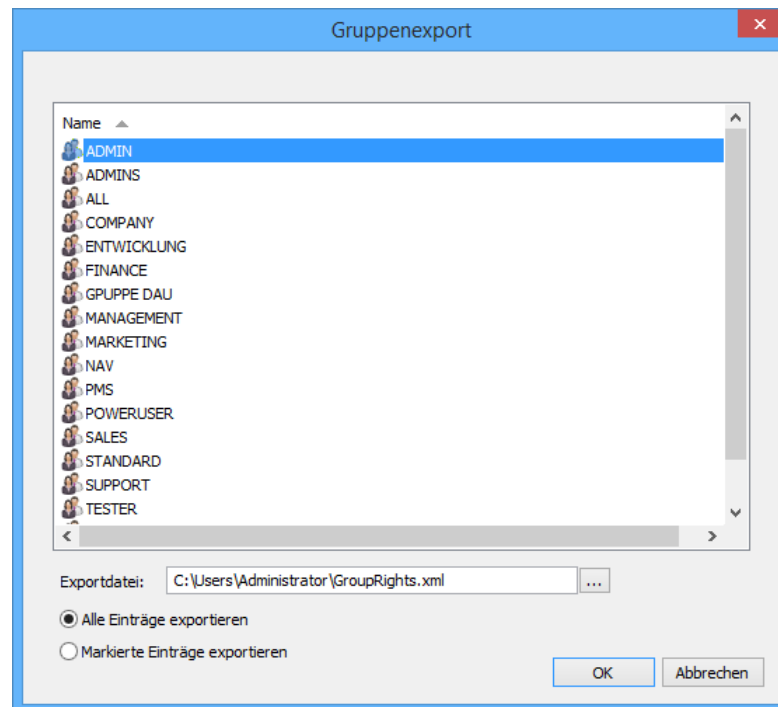 Gruppenexport
Name
ADMIN
ADMINS
ALL
COMPANY
ENTWICKLUNG
FINANCE
GPUPPE DAU
MANAGEMENT
MARKETING
NAV
PMS
POWERUSER
SALES
STANDARD
SUPPORT
TESTER
Exportdatei: C:\Users\Administrator\GroupRights.xml ...
Alle Einträge exportieren
Markierte Einträge exportieren
OK Abbrechen